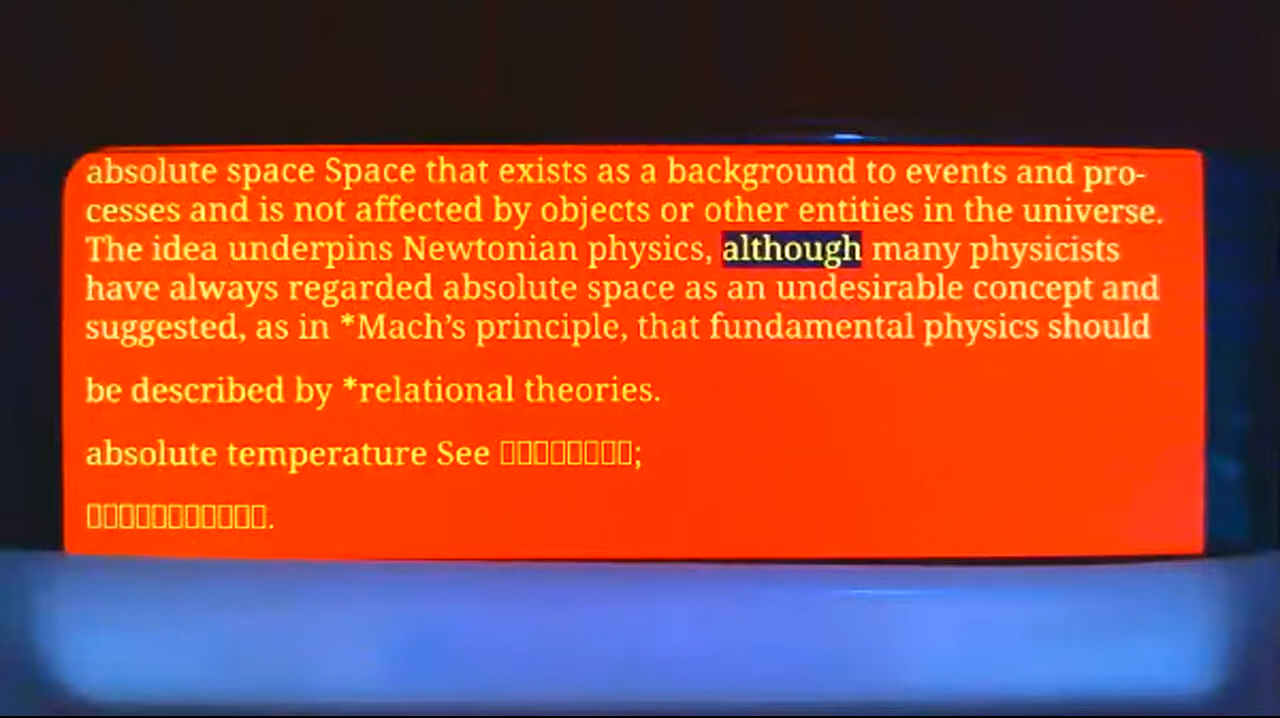 absolute space Space that exists as a background to events and pro-
cesses and is not affected by objects or other entities in the universe.
The idea underpins Newtonian physics, although many physicists
have always regarded absolute space as an undesirable concept and
suggested, as in *Mach’s principle, that fundamental physics should
be described by *relational theories.
absolute temperature See ;
.